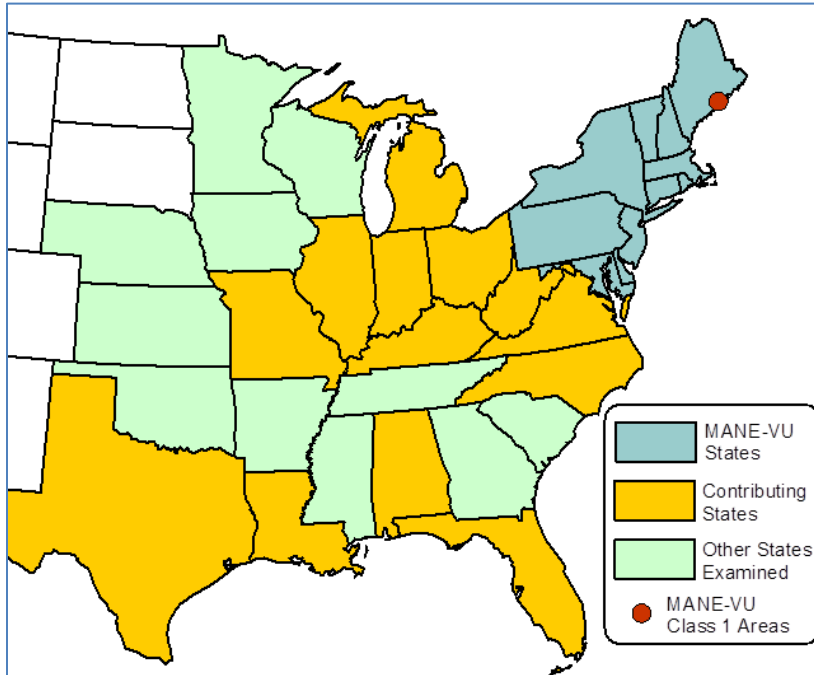 MANE-VU
States
Contributing
States
Other States
Examined
MANE-VU
Class 1 Areas